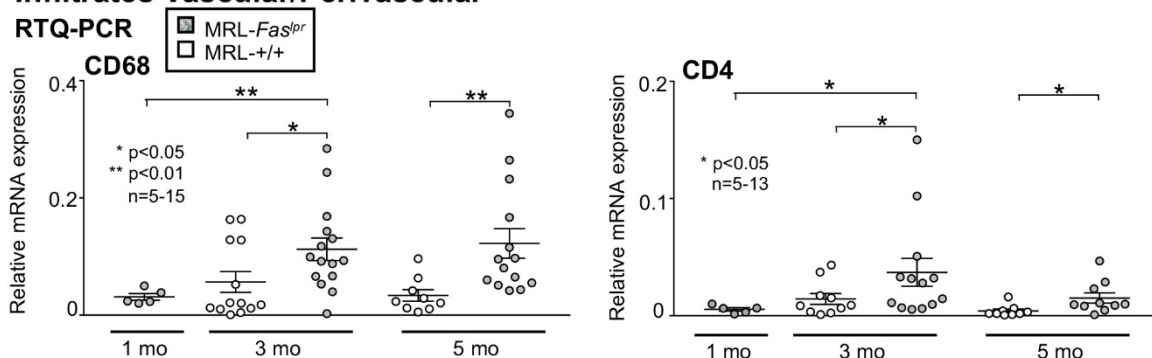 RTQ-PCR
MRL-Fas^lpr
MRL-+/+
CD68
Relative mRNA expression
0.4
0.2
0
**
*
**
* p<0.05
** p<0.01
n=5-15
1 mo
3 mo
5 mo
CD4
Relative mRNA expression
0.2
0.1
0
*
*
*
* p<0.05
n=5-13
1 mo
3 mo
5 mo